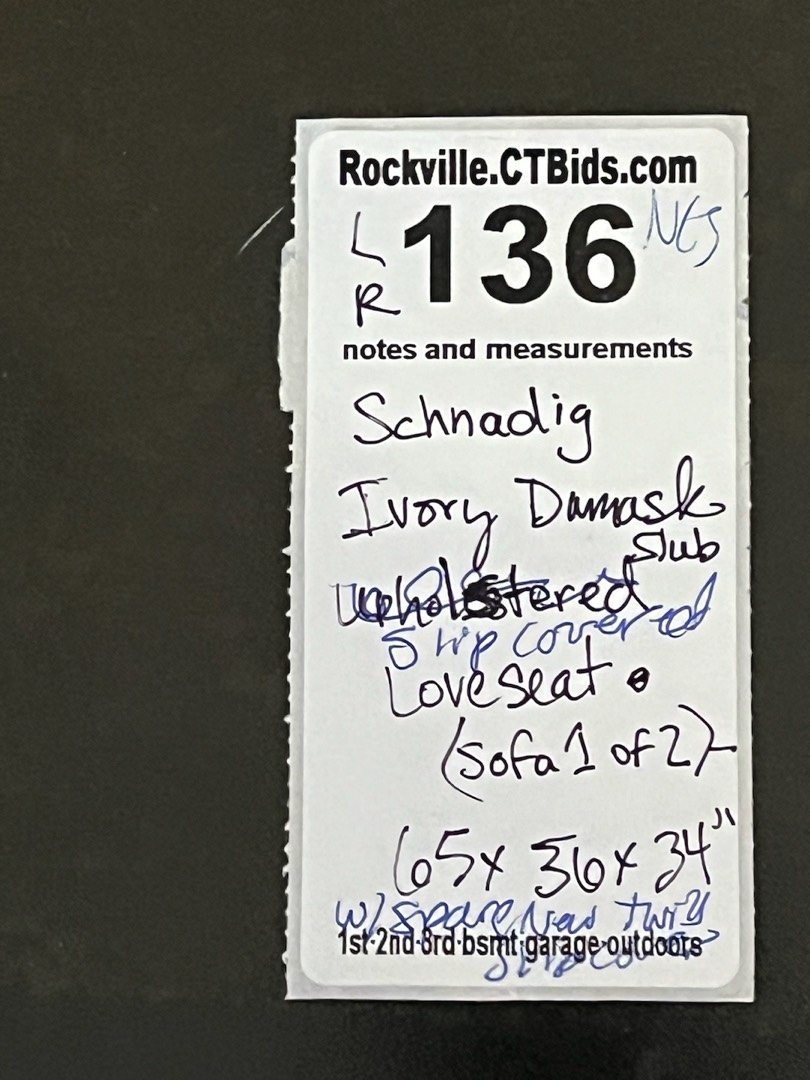 Rockville.CTBids.com
L 136 NES
R
notes and measurements
Schnadig
Ivory Damask
Slub
Upholstered
Slip covered
Loveseat
(sofa 1 of 2)
65x 36x 34"
w/ spare New twill
1st·2nd·3rd·bsmt·garage·outdoors
slipcover